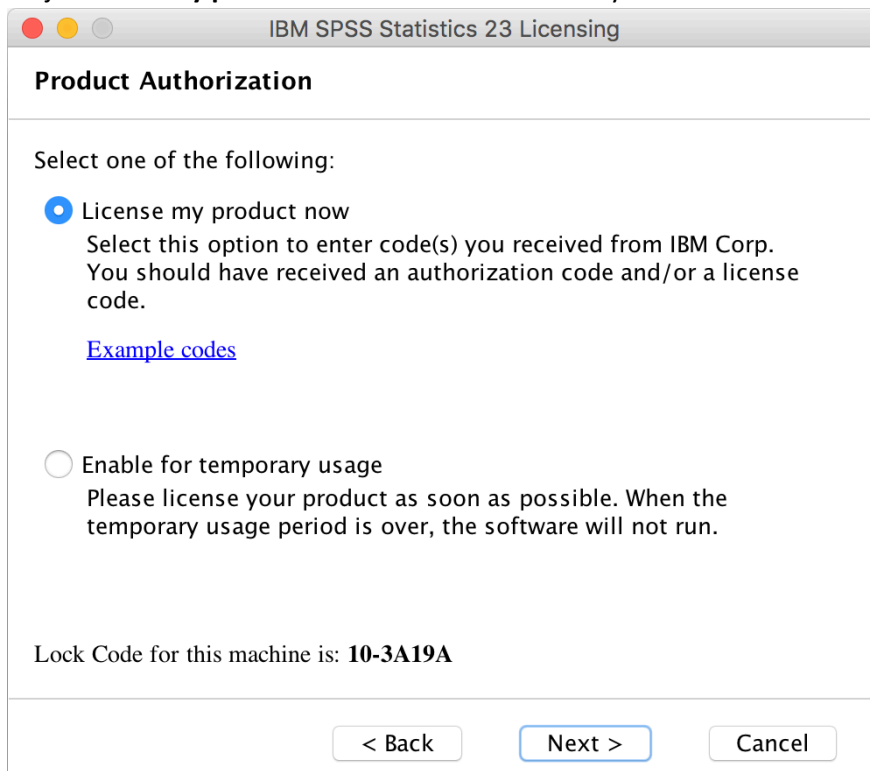 IBM SPSS Statistics 23 Licensing
Product Authorization
Select one of the following:
License my product now
Select this option to enter code(s) you received from IBM Corp.
You should have received an authorization code and/or a license
code.
Example codes
Enable for temporary usage
Please license your product as soon as possible. When the
temporary usage period is over, the software will not run.
Lock Code for this machine is: 10-3A19A
< Back Next > Cancel